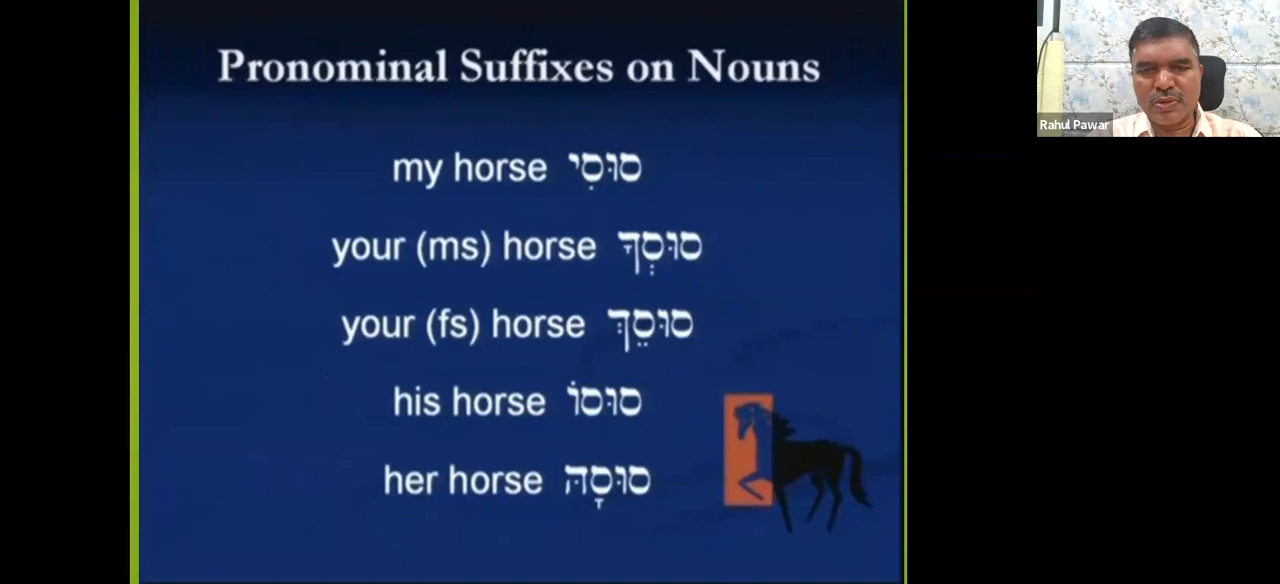 Pronominal Suffixes on Nouns
my horse סוּסִי
your (ms) horse סוּסְךָ
your (fs) horse סוּסֵךְ
his horse סוּסוֹ
her horse סוּסָהּ
Rahul Pawar